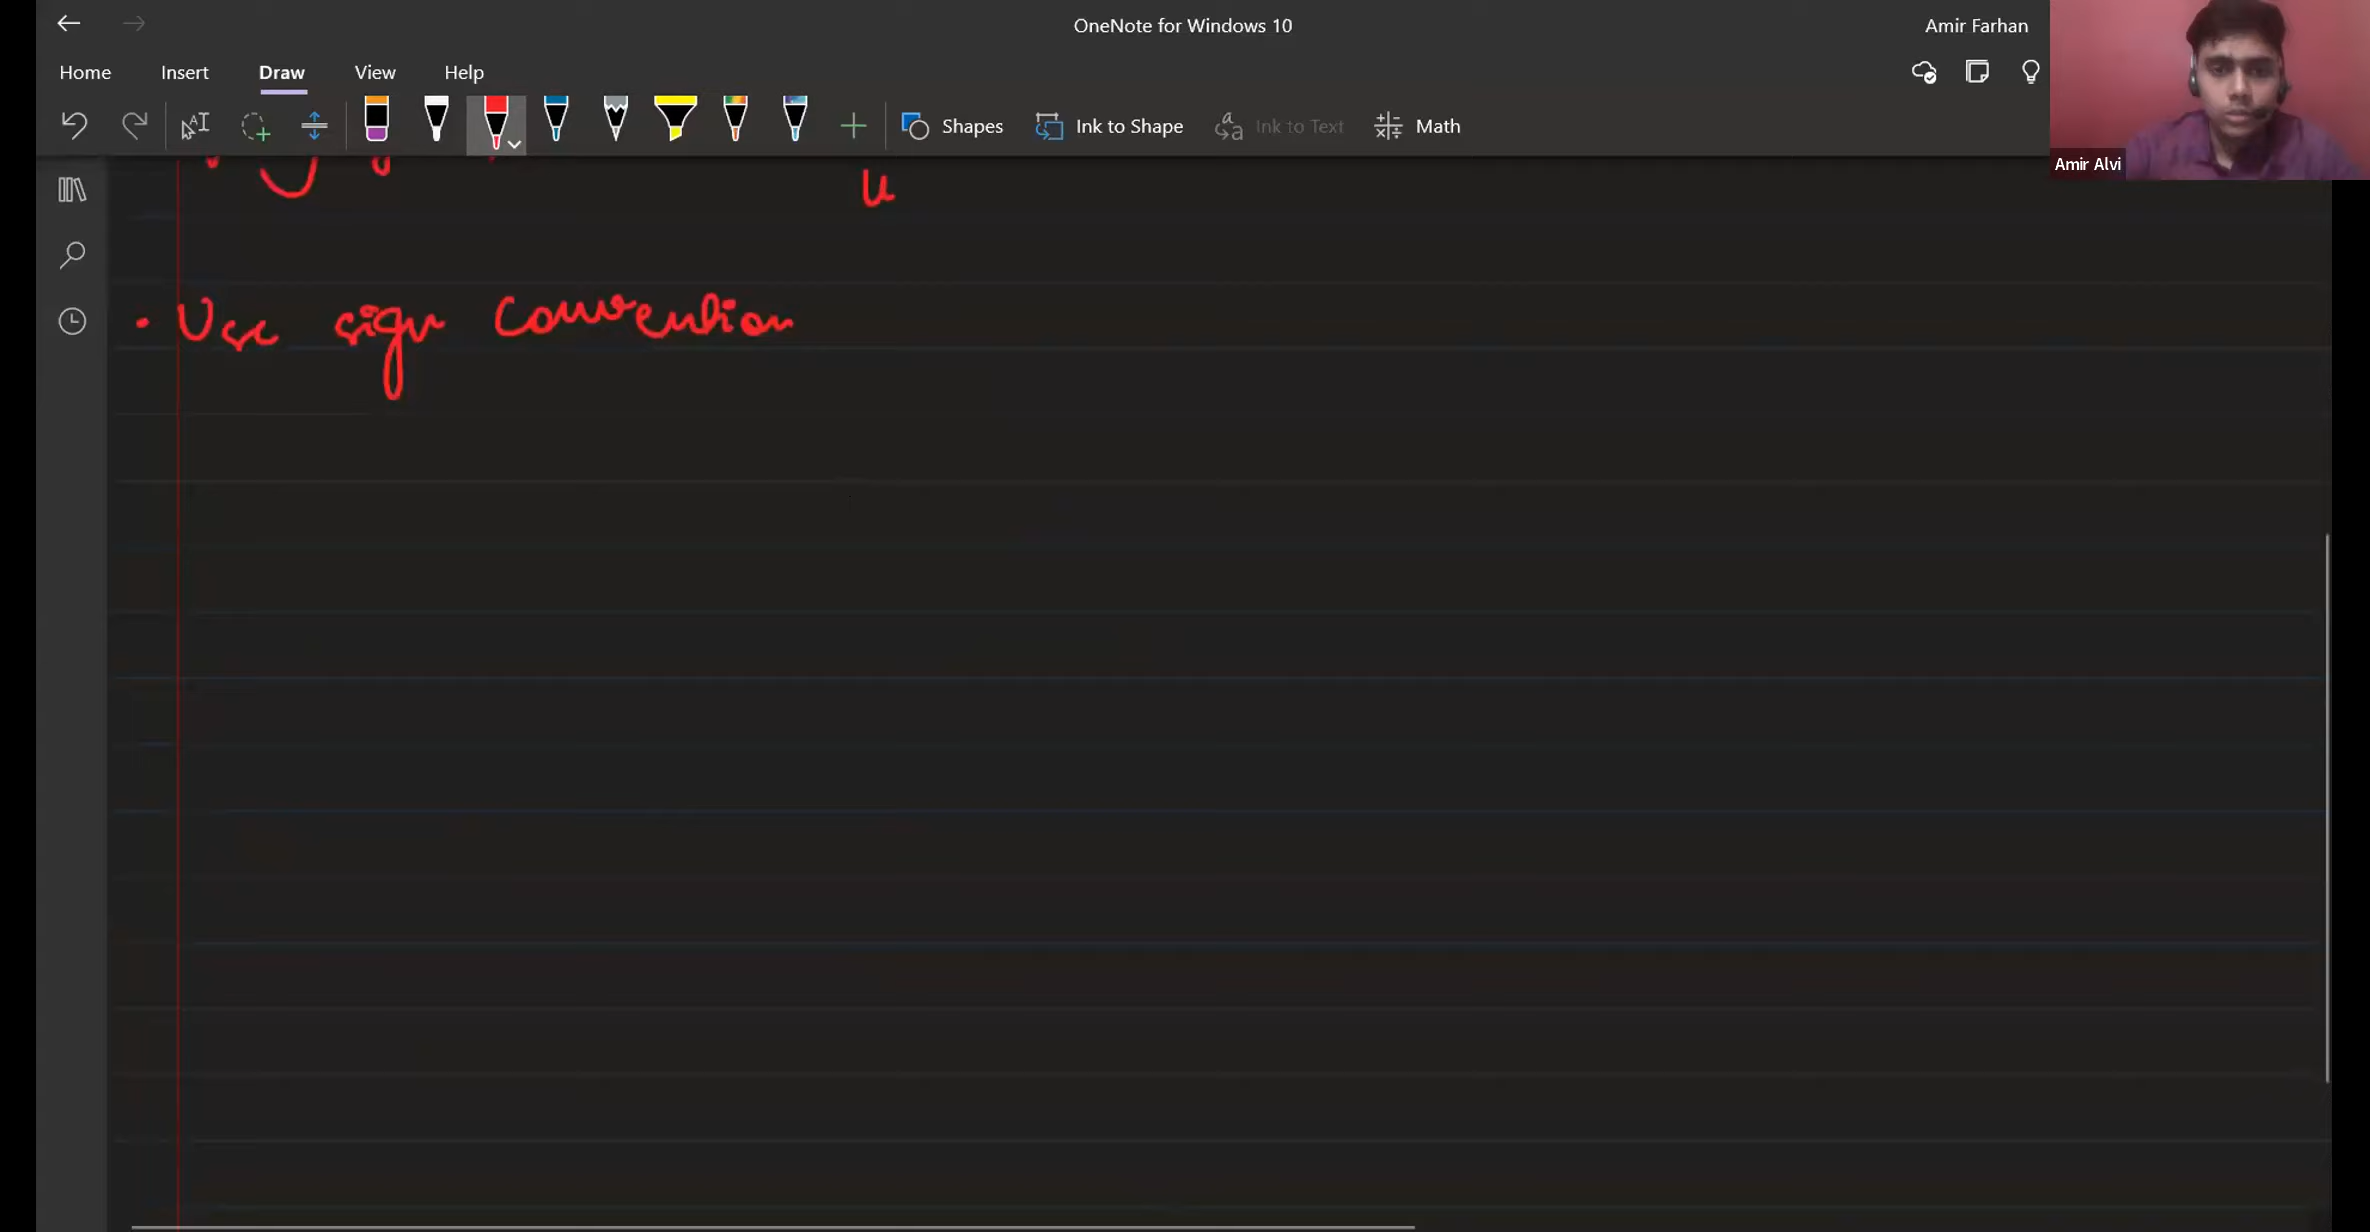 OneNote for Windows 10
Amir Farhan
Home Insert Draw View Help
Shapes Ink to Shape Ink to Text Math
Amir Alvi
u
• Use sign convention